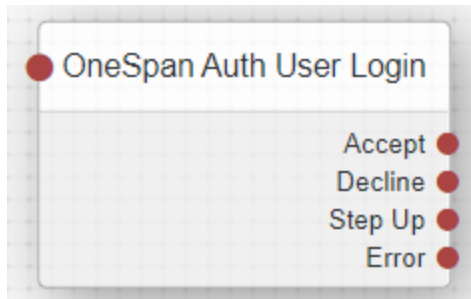 OneSpan Auth User Login
Accept
Decline
Step Up
Error